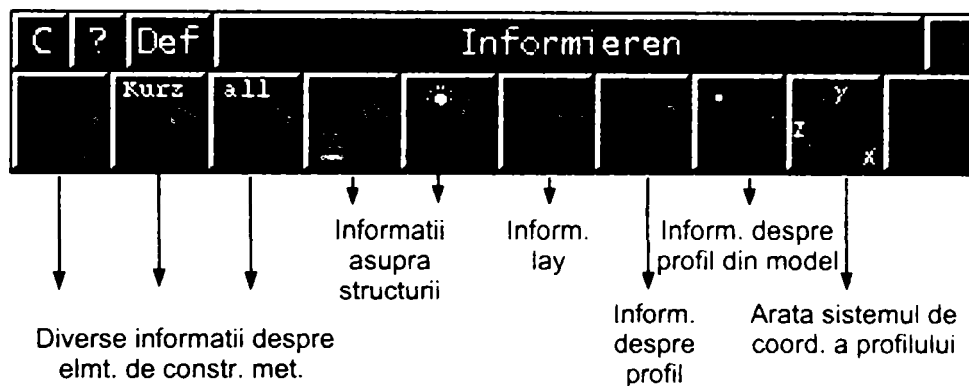 C ? Def Informieren
Kurz all y
z
x
Informatii
asupra
structurii
Inform.
lay
Inform. despre
profil din model
Diverse informatii despre
elmt. de constr. met.
Inform.
despre
profil
Arata sistemul de
coord. a profilului